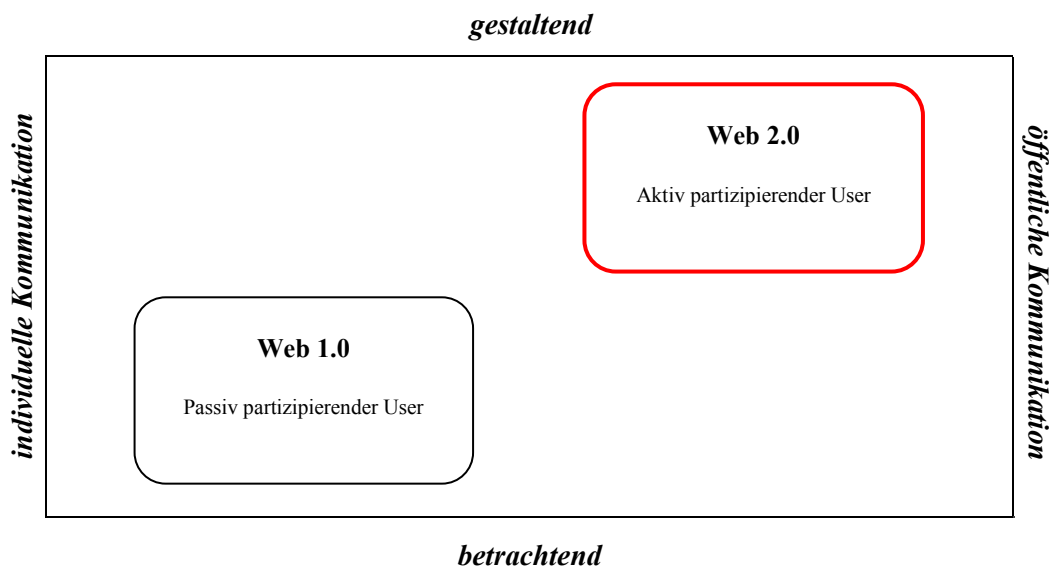 gestaltend
individuelle Kommunikation
öffentliche Kommunikation
Web 2.0
Aktiv partizipierender User
Web 1.0
Passiv partizipierender User
betrachtend